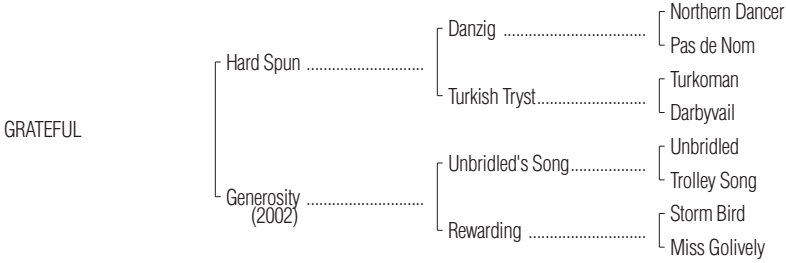 Northern Dancer
Danzig ..................................
Pas de Nom
Hard Spun ............................
Turkoman
Turkish Tryst..........................
Darbyvail
GRATEFUL
Unbridled
Unbridled's Song..................
Trolley Song
Generosity ............................
(2002)
Storm Bird
Rewarding ............................
Miss Golively